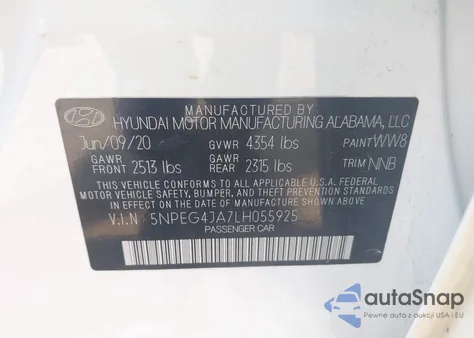 MANUFACTURED BY
HYUNDAI MOTOR MANUFACTURING ALABAMA, LLC
Jun/09/20 GVWR 4354 lbs PAINT WW8
GAWR FRONT 2513 lbs GAWR REAR 2315 lbs TRIM NNB
THIS VEHICLE CONFORMS TO ALL APPLICABLE U.S.A. FEDERAL
MOTOR VEHICLE SAFETY, BUMPER, AND THEFT PREVENTION
STANDARDS IN EFFECT ON THE DATE OF MANUFACTURE SHOWN ABOVE.
V.I.N 5NPEG4JA7LH055925
PASSENGER CAR
autoSnap
Pewne auta z aukcji USA i EU